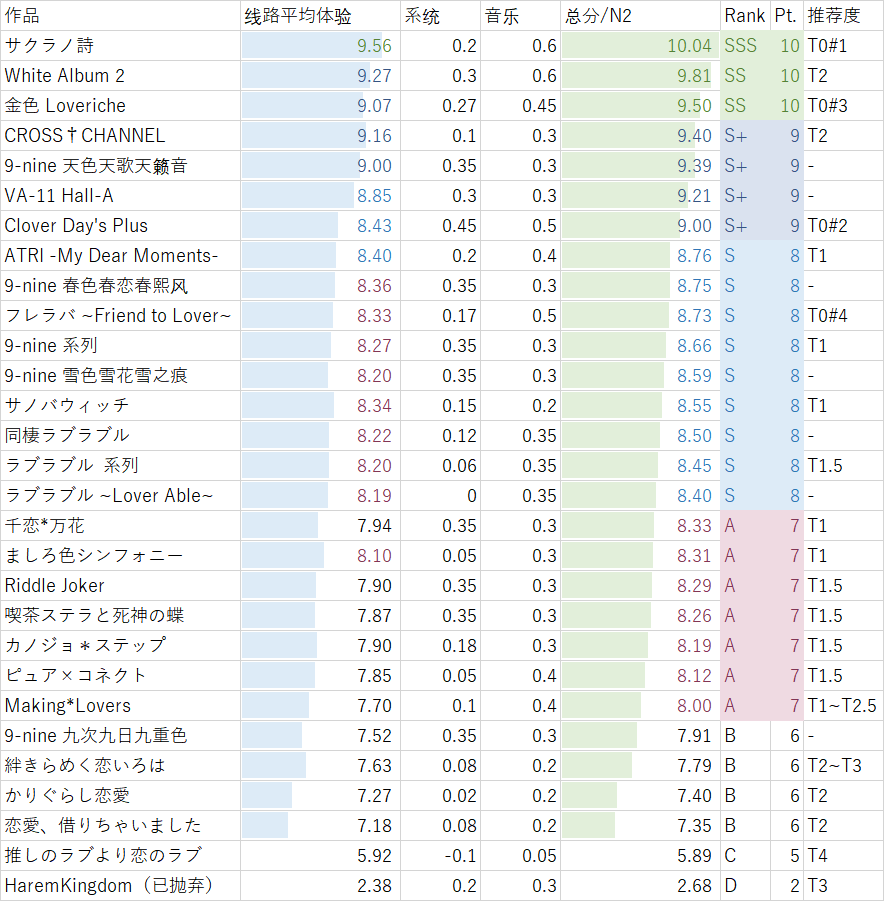 作品 线路平均体验 系统 音乐 总分/N2 Rank Pt. 推荐度
サクラノ詩 9.56 0.2 0.6 10.04 SSS 10 T0#1
White Album 2 9.27 0.3 0.6 9.81 SS 10 T2
金色 Loveriche 9.07 0.27 0.45 9.50 SS 10 T0#3
CROSS†CHANNEL 9.16 0.1 0.3 9.40 S+ 9 T2
9-nine 天色天歌天籁音 9.00 0.35 0.3 9.39 S+ 9 -
VA-11 Hall-A 8.85 0.3 0.3 9.21 S+ 9 -
Clover Day's Plus 8.43 0.45 0.5 9.00 S+ 9 T0#2
ATRI -My Dear Moments- 8.40 0.2 0.4 8.76 S 8 T1
9-nine 春色春恋春熙风 8.36 0.35 0.3 8.75 S 8 -
フレラバ ~Friend to Lover~ 8.33 0.17 0.5 8.73 S 8 T0#4
9-nine 系列 8.27 0.35 0.3 8.66 S 8 T1
9-nine 雪色雪花雪之痕 8.20 0.35 0.3 8.59 S 8 -
サノバウィッチ 8.34 0.15 0.2 8.55 S 8 T1
同棲ラブラブル 8.22 0.12 0.35 8.50 S 8 -
ラブラブル 系列 8.20 0.06 0.35 8.45 S 8 T1.5
ラブラブル ~Lover Able~ 8.19 0 0.35 8.40 S 8 -
千恋*万花 7.94 0.35 0.3 8.33 A 7 T1
ましろ色シンフォニー 8.10 0.05 0.3 8.31 A 7 T1
Riddle Joker 7.90 0.35 0.3 8.29 A 7 T1.5
喫茶ステラと死神の蝶 7.87 0.35 0.3 8.26 A 7 T1.5
カノジョ＊ステップ 7.90 0.18 0.3 8.19 A 7 T1.5
ピュア×コネクト 7.85 0.05 0.4 8.12 A 7 T1.5
Making*Lovers 7.70 0.1 0.4 8.00 A 7 T1~T2.5
9-nine 九次九日九重色 7.52 0.35 0.3 7.91 B 6 -
絆きらめく恋いろは 7.63 0.08 0.2 7.79 B 6 T2~T3
かりぐらし恋愛 7.27 0.02 0.2 7.40 B 6 T2
恋愛、借りちゃいました 7.18 0.08 0.2 7.35 B 6 T2
推しのラブより恋のラブ 5.92 -0.1 0.05 5.89 C 5 T4
HaremKingdom（已抛弃） 2.38 0.2 0.3 2.68 D 2 T3